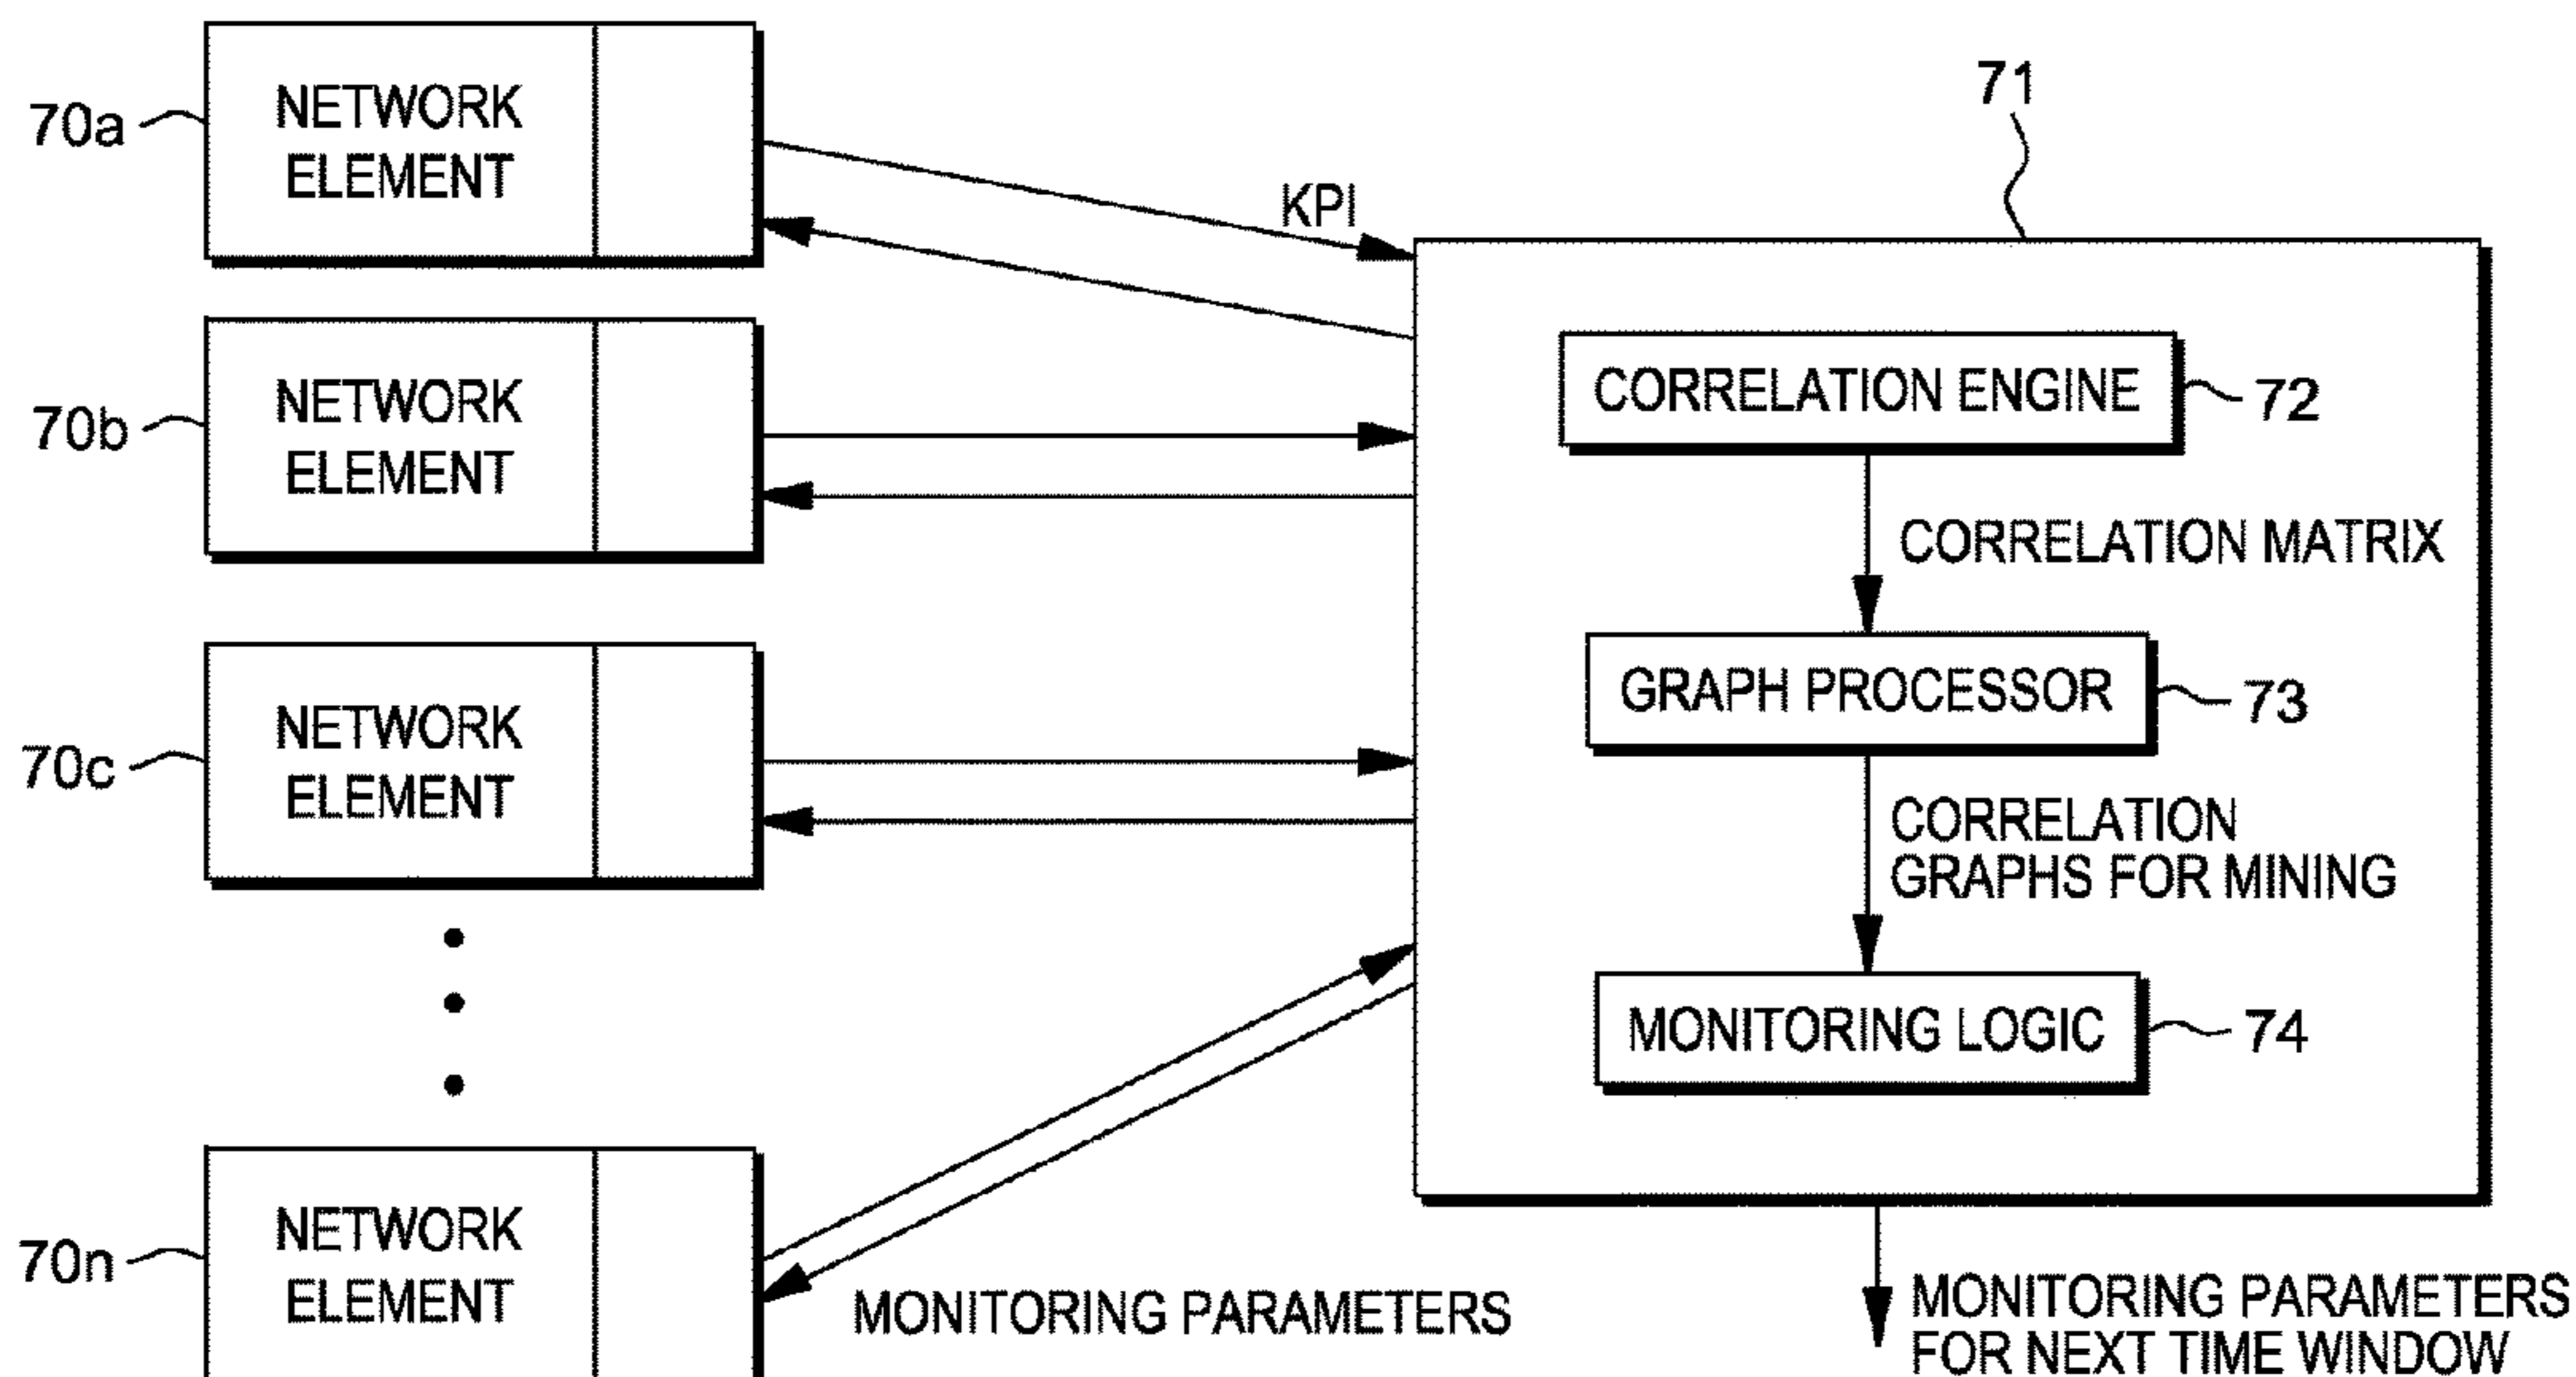 70a
NETWORK
ELEMENT
KPI
71
70b
NETWORK
ELEMENT
CORRELATION ENGINE
72
CORRELATION MATRIX
70c
NETWORK
ELEMENT
GRAPH PROCESSOR
73
CORRELATION
GRAPHS FOR MINING
MONITORING LOGIC
74
70n
NETWORK
ELEMENT
MONITORING PARAMETERS
MONITORING PARAMETERS
FOR NEXT TIME WINDOW